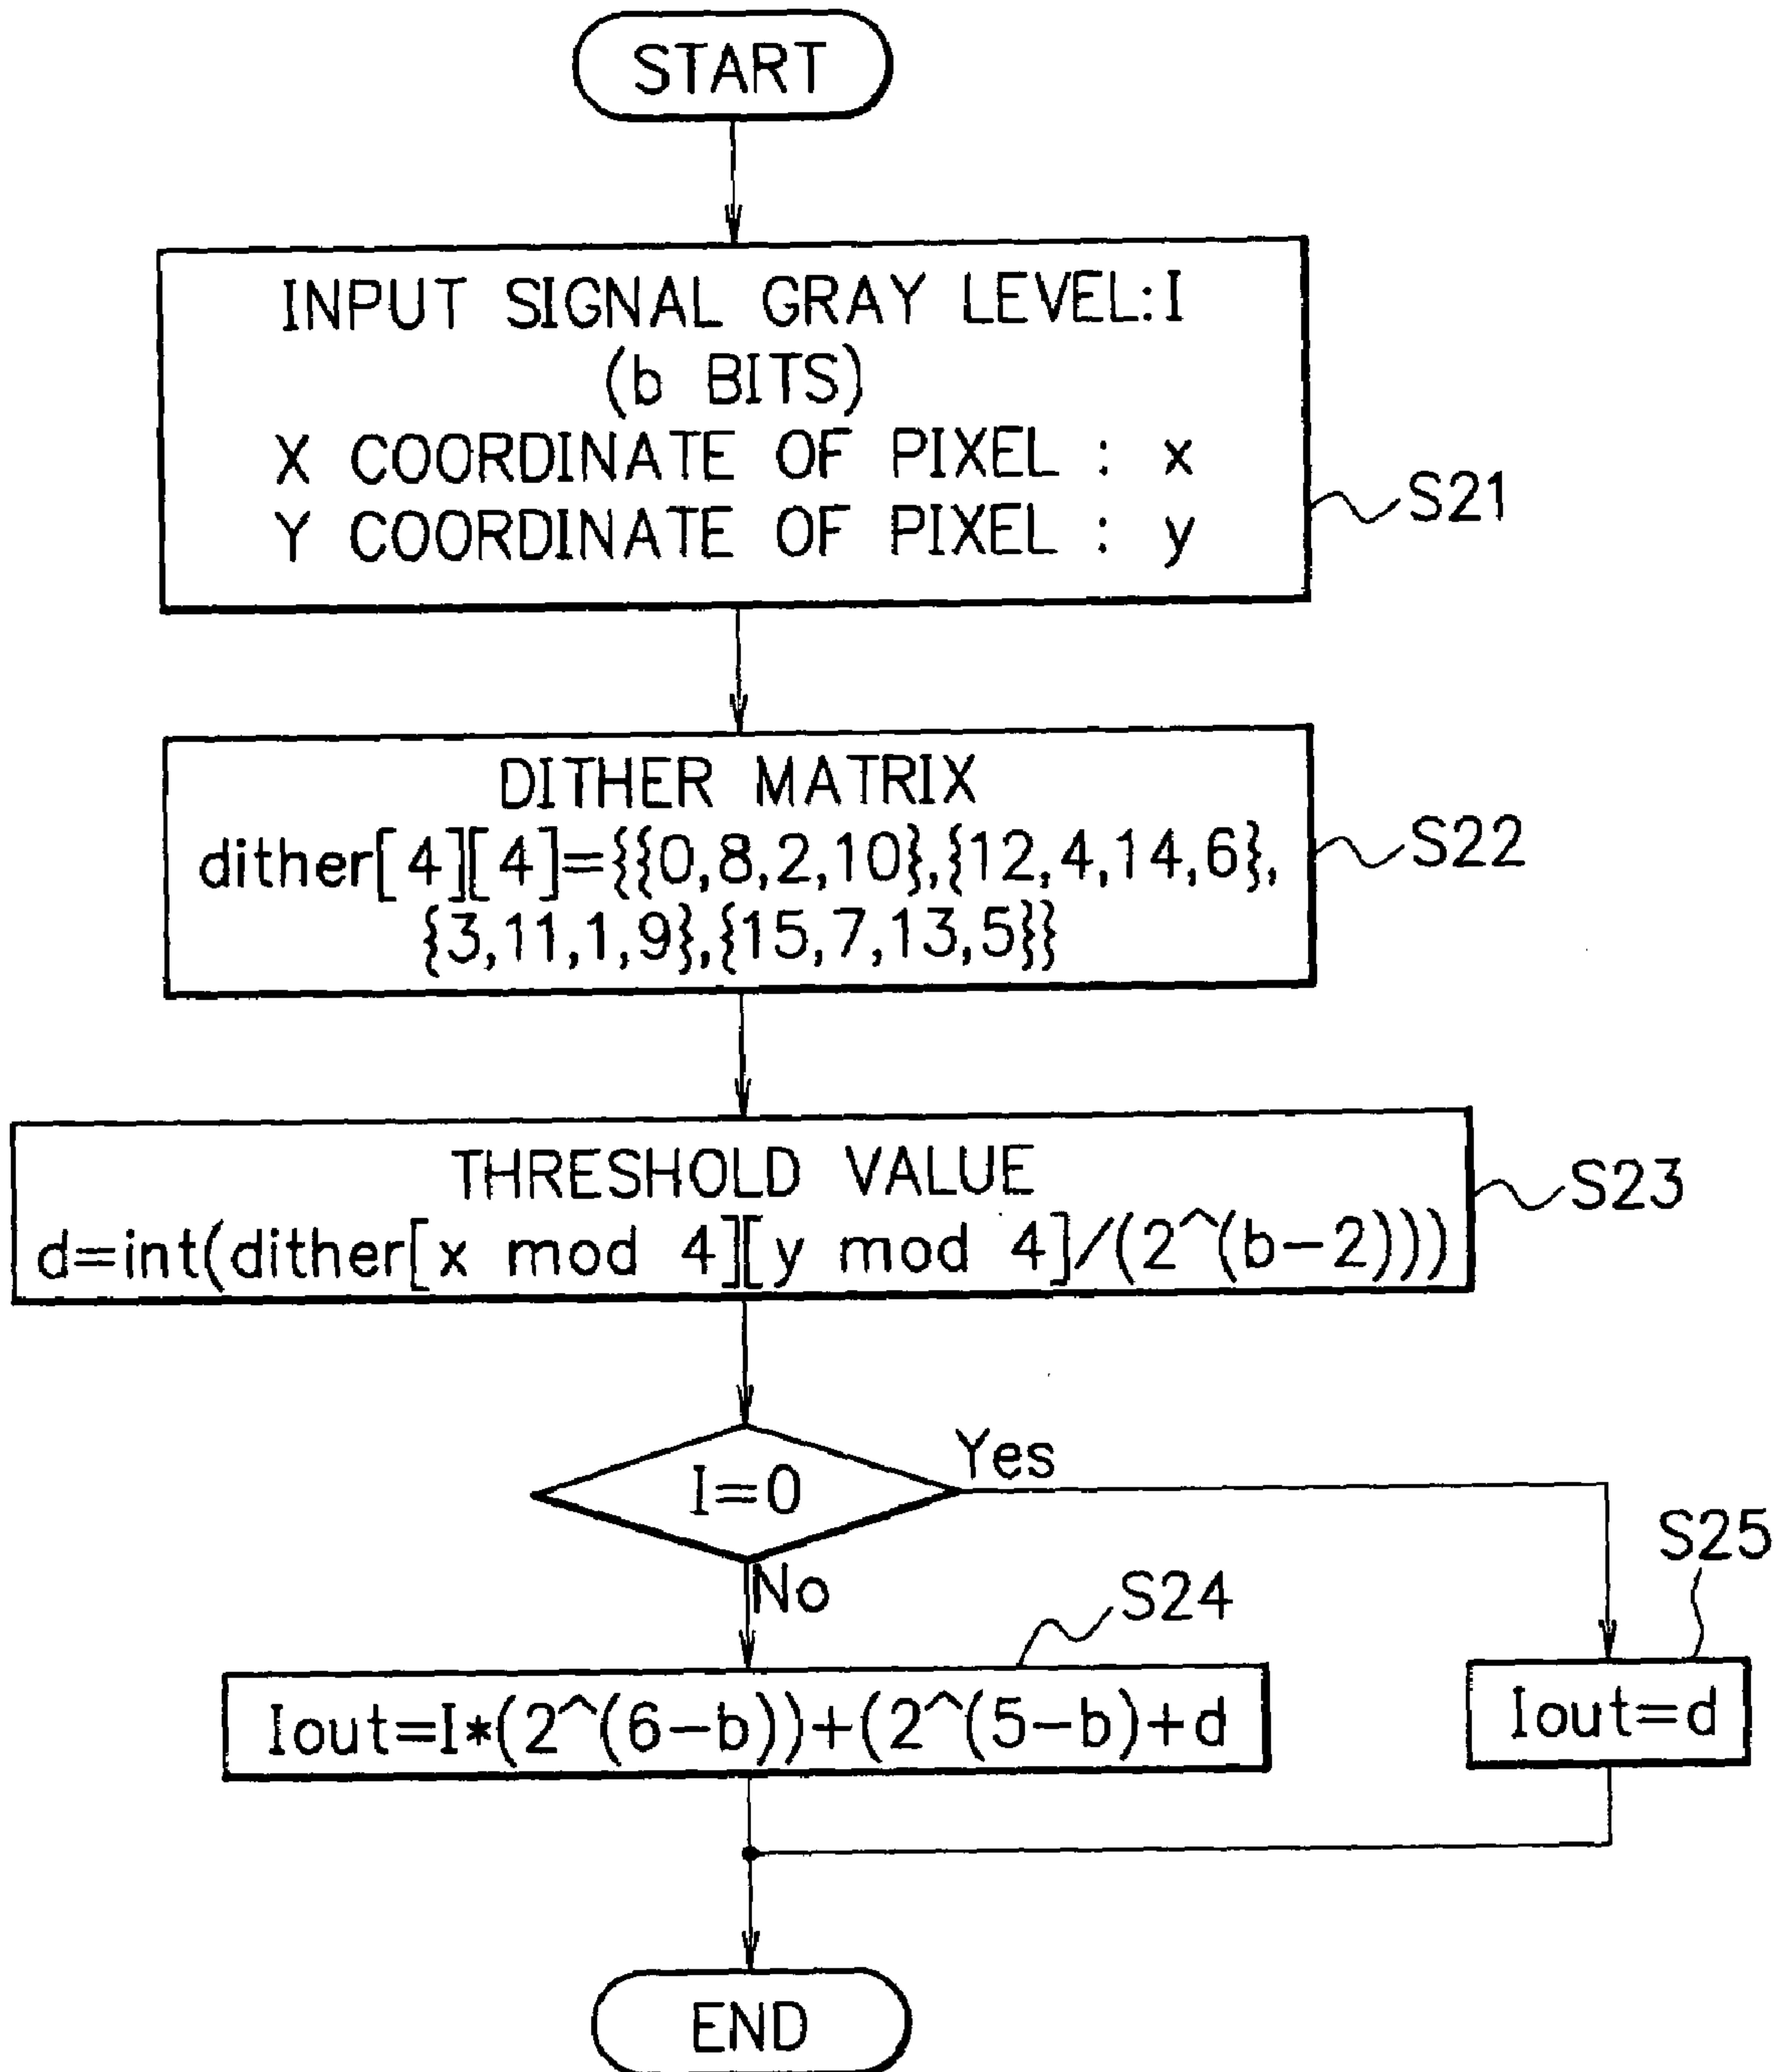 START
INPUT SIGNAL GRAY LEVEL:I
(b BITS)
X COORDINATE OF PIXEL : x
Y COORDINATE OF PIXEL : y
S21
DITHER MATRIX
dither[4][4]={{0,8,2,10},{12,4,14,6},
{3,11,1,9},{15,7,13,5}}
S22
THRESHOLD VALUE
d=int(dither[x mod 4][y mod 4]/(2^(b-2)))
S23
I=0
Yes
No
S24
S25
Iout=I*(2^(6-b))+(2^(5-b)+d
Iout=d
END